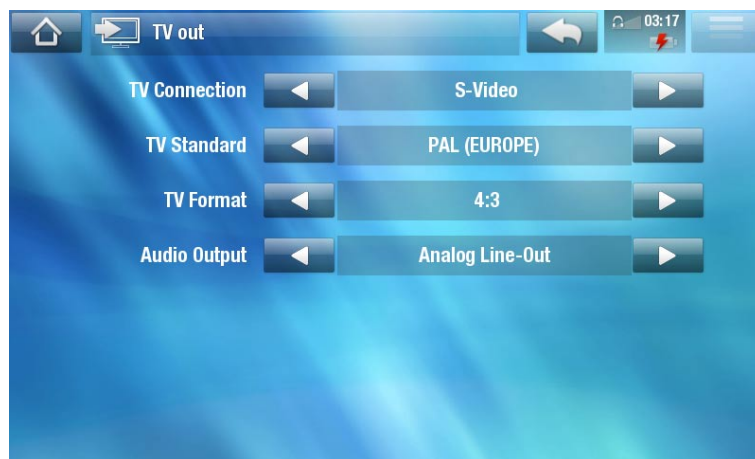 TV out
03:17
TV Connection S-Video
TV Standard PAL (EUROPE)
TV Format 4:3
Audio Output Analog Line-Out